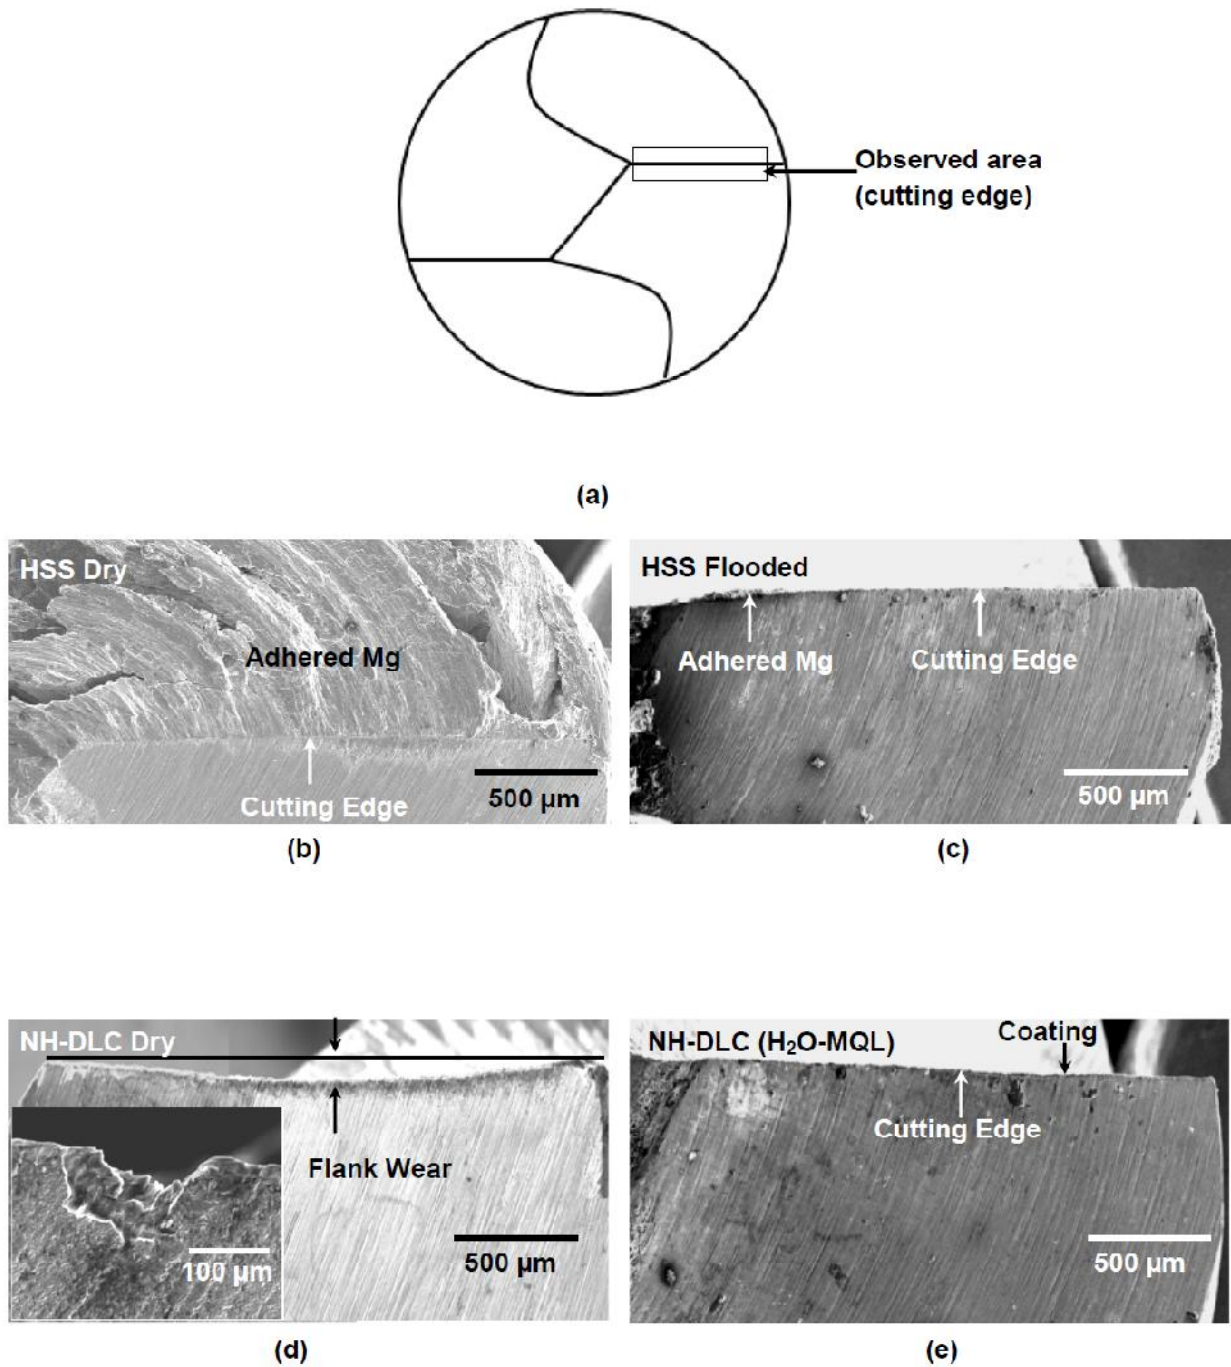 Observed area
(cutting edge)
(a)
HSS Dry
Adhered Mg
Cutting Edge
500 µm
(b)
HSS Flooded
Adhered Mg
Cutting Edge
500 µm
(c)
NH-DLC Dry
Flank Wear
100 µm
500 µm
(d)
NH-DLC (H₂O-MQL)
Coating
Cutting Edge
500 µm
(e)